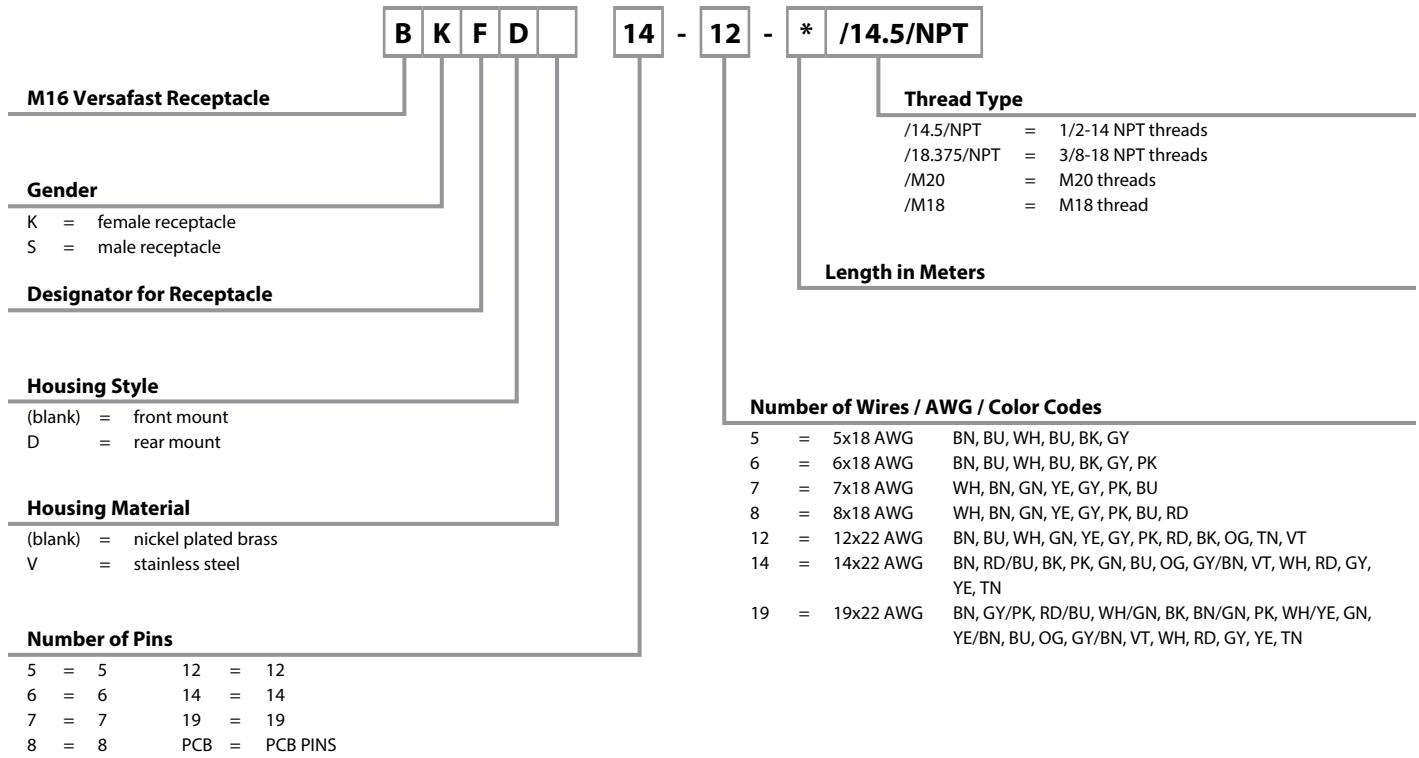 B K F D 14 - 12 - * /14.5/NPT
M16 Versafast Receptacle
Gender
K = female receptacle
S = male receptacle
Designator for Receptacle
Housing Style
(blank) = front mount
D = rear mount
Housing Material
(blank) = nickel plated brass
V = stainless steel
Number of Pins
5 = 5 12 = 12
6 = 6 14 = 14
7 = 7 19 = 19
8 = 8 PCB = PCB PINS
Thread Type
/14.5/NPT = 1/2-14 NPT threads
/18.375/NPT = 3/8-18 NPT threads
/M20 = M20 threads
/M18 = M18 thread
Length in Meters
Number of Wires / AWG / Color Codes
5 = 5x18 AWG BN, BU, WH, BU, BK, GY
6 = 6x18 AWG BN, BU, WH, BU, BK, GY, PK
7 = 7x18 AWG WH, BN, GN, YE, GY, PK, BU
8 = 8x18 AWG WH, BN, GN, YE, GY, PK, BU, RD
12 = 12x22 AWG BN, BU, WH, GN, YE, GY, PK, RD, BK, OG, TN, VT
14 = 14x22 AWG BN, RD/BU, BK, PK, GN, BU, OG, GY/BN, VT, WH, RD, GY,
YE, TN
19 = 19x22 AWG BN, GY/PK, RD/BU, WH/GN, BK, BN/GN, PK, WH/YE, GN,
YE/BN, BU, OG, GY/BN, VT, WH, RD, GY, YE, TN